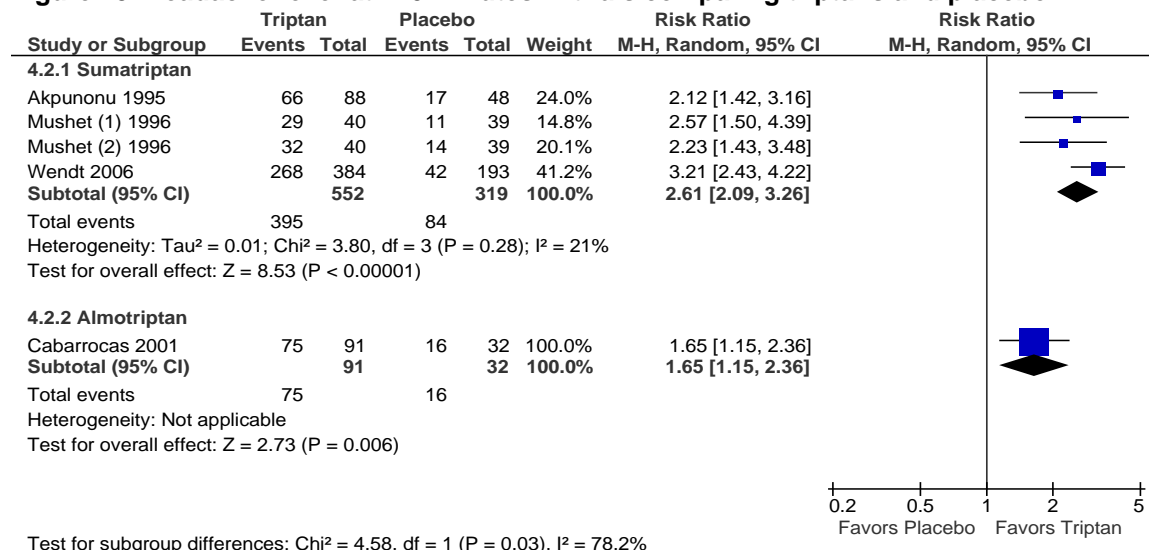 Triptan Placebo Risk Ratio Risk Ratio
Study or Subgroup Events Total Events Total Weight M-H, Random, 95% CI M-H, Random, 95% CI
4.2.1 Sumatriptan
Akpunonu 1995 66 88 17 48 24.0% 2.12 [1.42, 3.16]
Mushet (1) 1996 29 40 11 39 14.8% 2.57 [1.50, 4.39]
Mushet (2) 1996 32 40 14 39 20.1% 2.23 [1.43, 3.48]
Wendt 2006 268 384 42 193 41.2% 3.21 [2.43, 4.22]
Subtotal (95% CI) 552 319 100.0% 2.61 [2.09, 3.26]
Total events 395 84
Heterogeneity: Tau² = 0.01; Chi² = 3.80, df = 3 (P = 0.28); I² = 21%
Test for overall effect: Z = 8.53 (P < 0.00001)
4.2.2 Almotriptan
Cabarrocas 2001 75 91 16 32 100.0% 1.65 [1.15, 2.36]
Subtotal (95% CI) 91 32 100.0% 1.65 [1.15, 2.36]
Total events 75 16
Heterogeneity: Not applicable
Test for overall effect: Z = 2.73 (P = 0.006)
0.2 0.5 1 2 5
Favors Placebo Favors Triptan
Test for subgroup differences: Chi² = 4.58, df = 1 (P = 0.03), I² = 78.2%